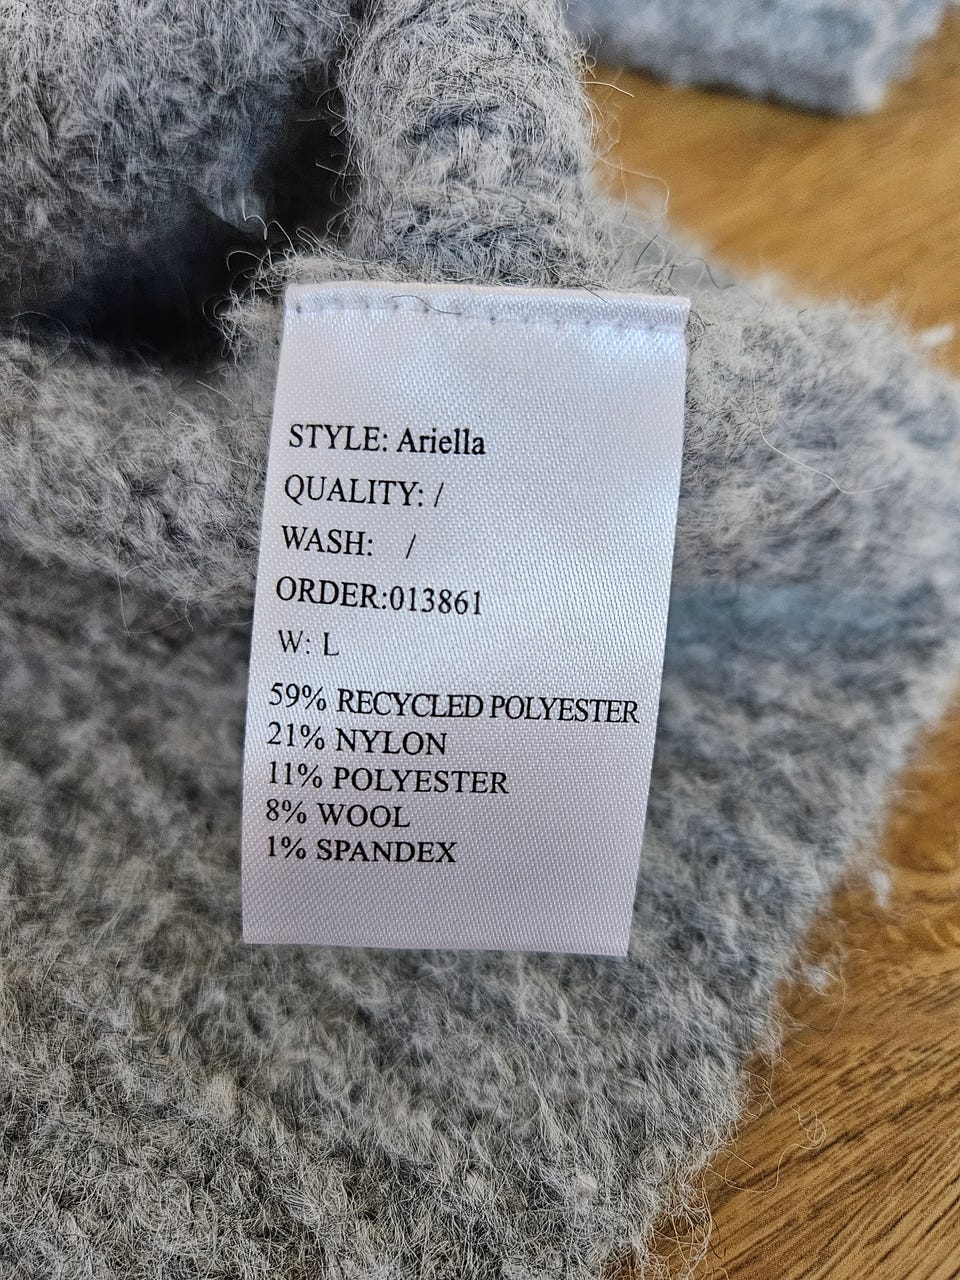 STYLE: Ariella
QUALITY: /
WASH: /
ORDER:013861
W: L
59% RECYCLED POLYESTER
21% NYLON
11% POLYESTER
8% WOOL
1% SPANDEX